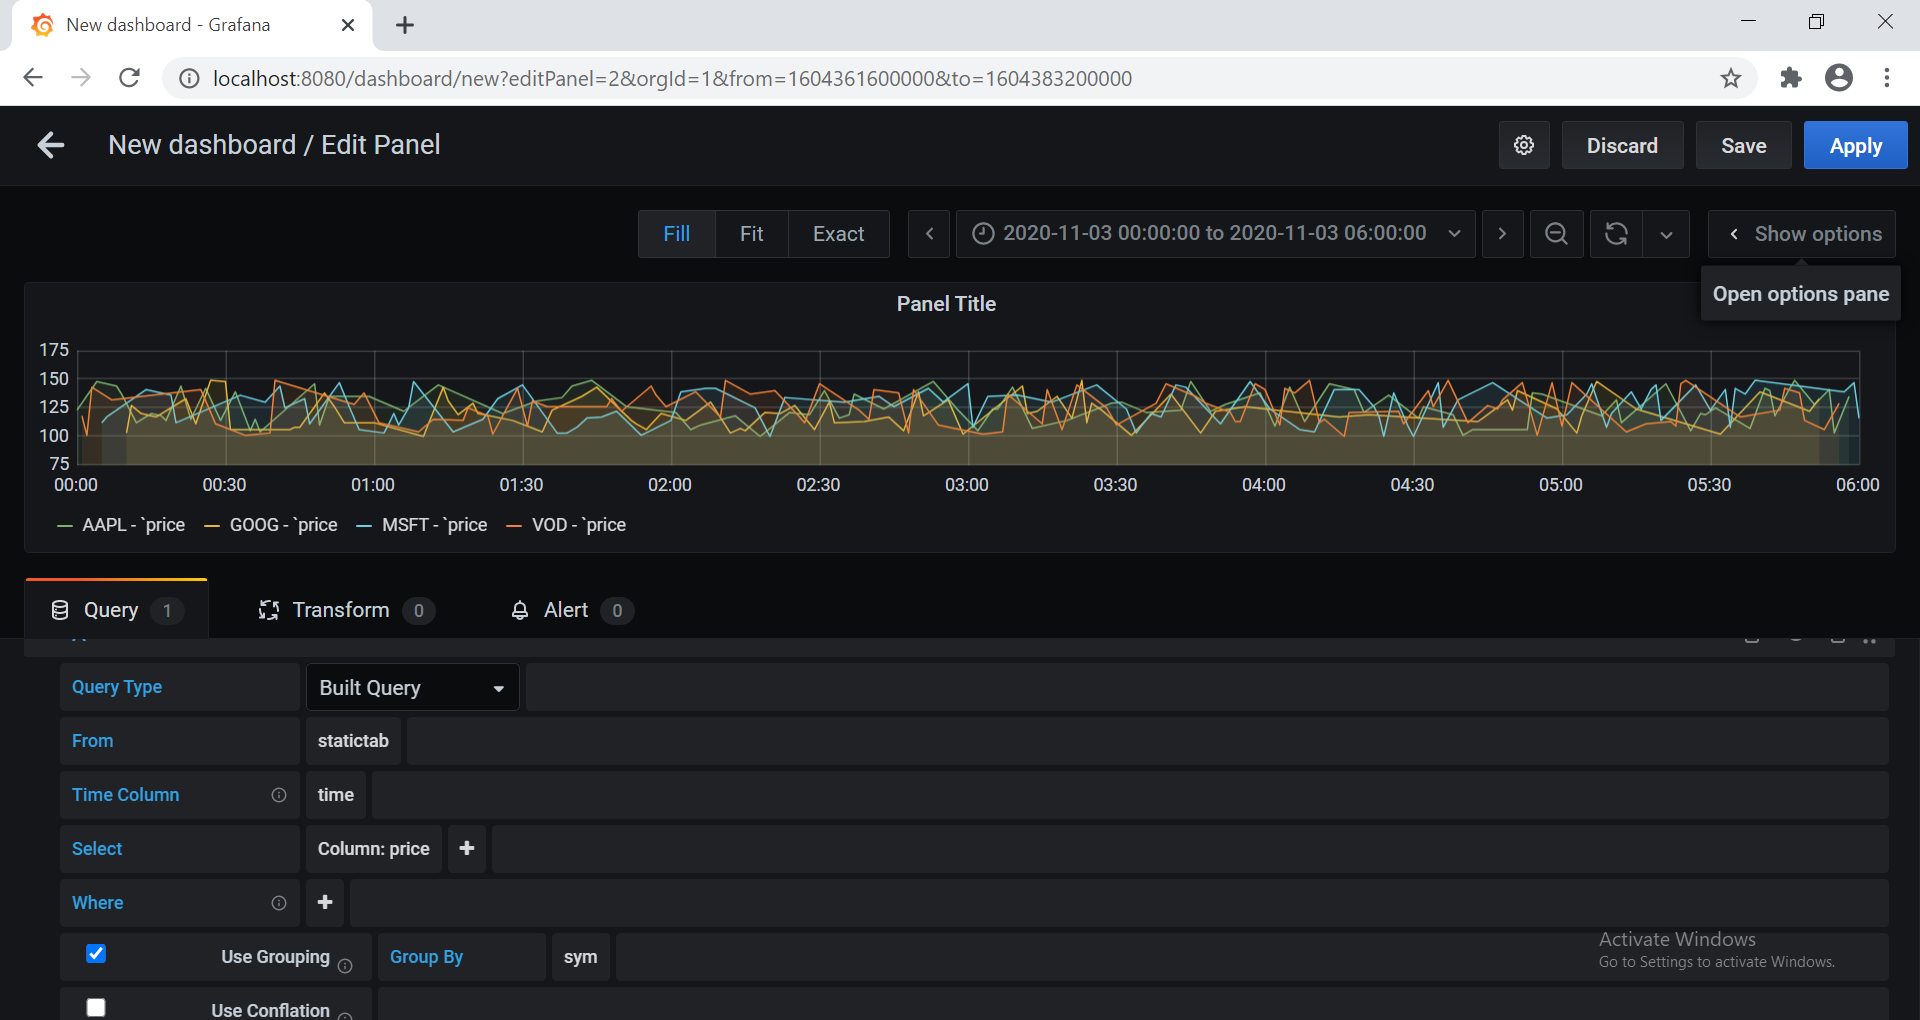 New dashboard - Grafana
localhost:8080/dashboard/new?editPanel=2&orgId=1&from=1604361600000&to=1604383200000
New dashboard / Edit Panel
Discard
Save
Apply
Fill
Fit
Exact
2020-11-03 00:00:00 to 2020-11-03 06:00:00
Show options
Open options pane
Panel Title
175
150
125
100
75
00:00 00:30 01:00 01:30 02:00 02:30 03:00 03:30 04:00 04:30 05:00 05:30 06:00
AAPL - `price GOOG - `price MSFT - `price VOD - `price
Query 1 Transform 0 Alert 0
Query Type Built Query
From statictab
Time Column time
Select Column: price
Where
Use Grouping Group By sym
Activate Windows
Go to Settings to activate Windows.
Use Conflation